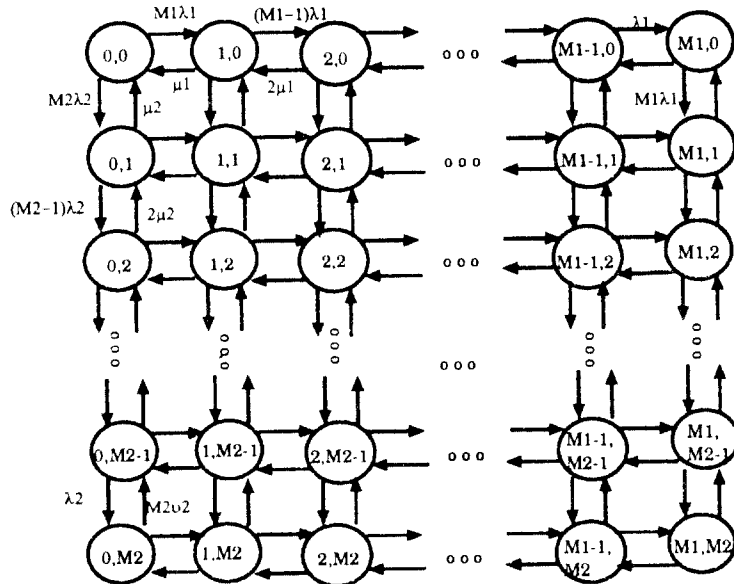 M1λ1 (M1-1)λ1 λ1
0,0 1,0 2,0 o o o M1-1,0 M1,0
M2λ2 μ2 μ1 2μ1 M1λ1
0,1 1,1 2,1 o o o M1-1,1 M1,1
(M2-1)λ2 2μ2
0,2 1,2 2,2 o o o M1-1,2 M1,2
o o o o o o o o o o o o o o o o o o
0,M2-1 1,M2-1 2,M2-1 o o o M1-1, M2-1 M1, M2-1
λ2 M2υ2
0,M2 1,M2 2,M2 o o o M1-1, M2 M1,M2